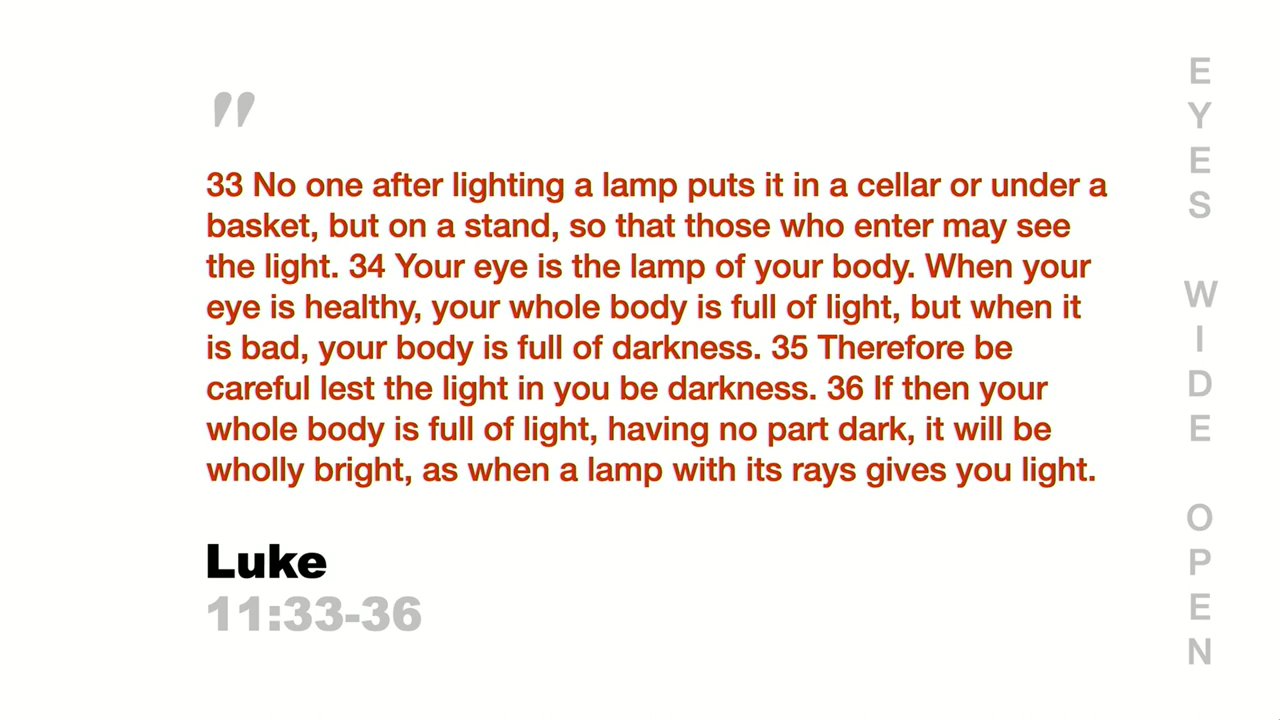 "
33 No one after lighting a lamp puts it in a cellar or under a
basket, but on a stand, so that those who enter may see
the light. 34 Your eye is the lamp of your body. When your
eye is healthy, your whole body is full of light, but when it
is bad, your body is full of darkness. 35 Therefore be
careful lest the light in you be darkness. 36 If then your
whole body is full of light, having no part dark, it will be
wholly bright, as when a lamp with its rays gives you light.
Luke
11:33-36
EYES WIDE OPEN